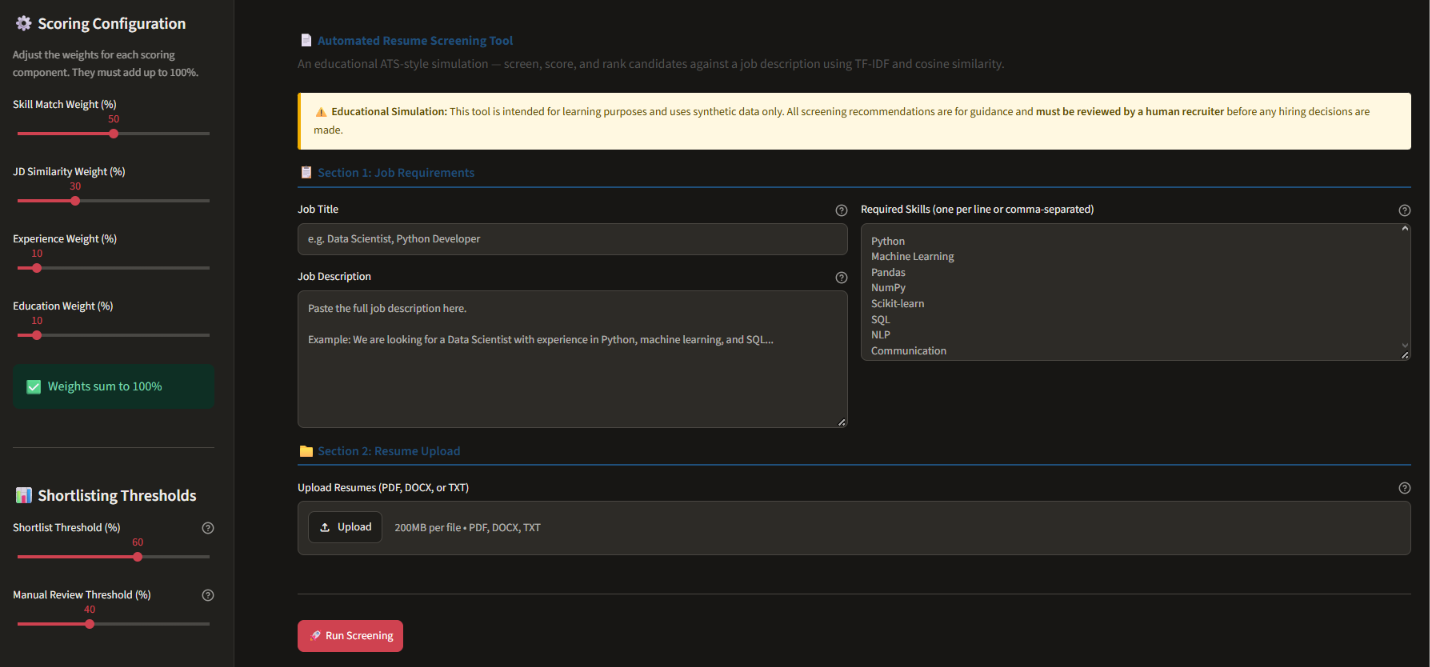 Scoring Configuration
Adjust the weights for each scoring
component. They must add up to 100%.
Skill Match Weight (%)
50
JD Similarity Weight (%)
30
Experience Weight (%)
10
Education Weight (%)
10
Weights sum to 100%
Shortlisting Thresholds
Shortlist Threshold (%)
60
Manual Review Threshold (%)
40
Automated Resume Screening Tool
An educational ATS-style simulation — screen, score, and rank candidates against a job description using TF-IDF and cosine similarity.
Educational Simulation: This tool is intended for learning purposes and uses synthetic data only. All screening recommendations are for guidance and must be reviewed by a human recruiter before any hiring decisions are
made.
Section 1: Job Requirements
Job Title
e.g. Data Scientist, Python Developer
Job Description
Paste the full job description here.
Example: We are looking for a Data Scientist with experience in Python, machine learning, and SQL...
Required Skills (one per line or comma-separated)
Python
Machine Learning
Pandas
NumPy
Scikit-learn
SQL
NLP
Communication
Section 2: Resume Upload
Upload Resumes (PDF, DOCX, or TXT)
Upload
200MB per file • PDF, DOCX, TXT
Run Screening